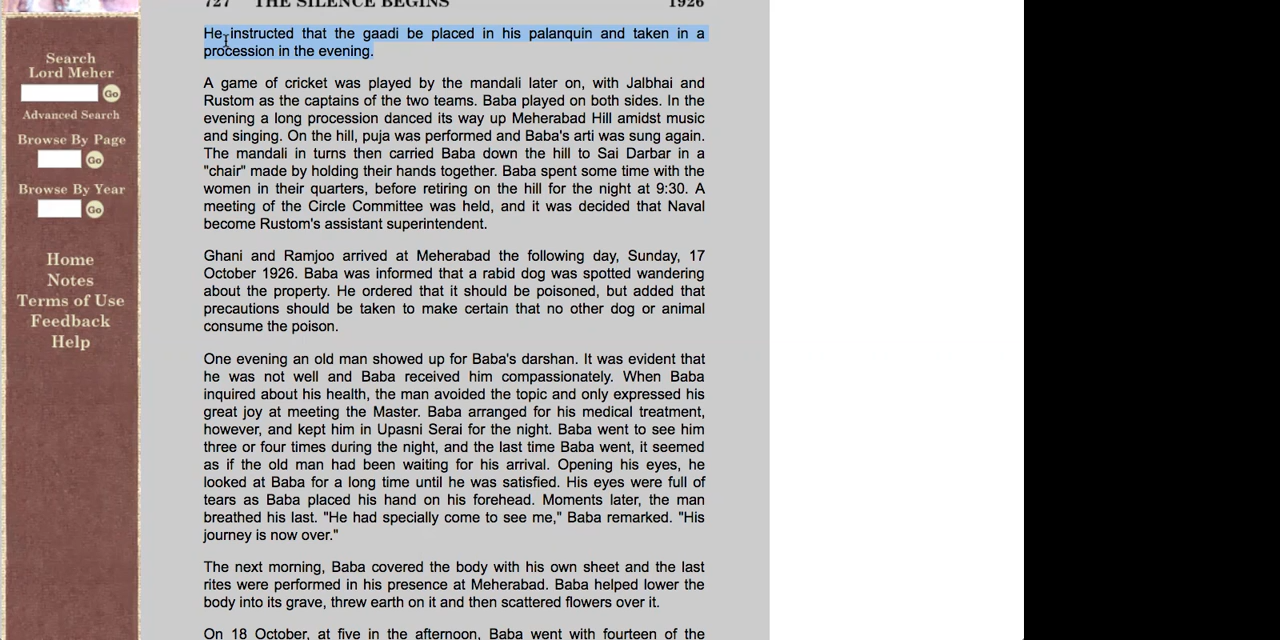 727 THE SILENCE BEGINS 1926
Search
Lord Meher
Go
Advanced Search
Browse By Page
Go
Browse By Year
Go
Home
Notes
Terms of Use
Feedback
Help
He instructed that the gaadi be placed in his palanquin and taken in a
procession in the evening.
A game of cricket was played by the mandali later on, with Jalbhai and
Rustom as the captains of the two teams. Baba played on both sides. In the
evening a long procession danced its way up Meherabad Hill amidst music
and singing. On the hill, puja was performed and Baba's arti was sung again.
The mandali in turns then carried Baba down the hill to Sai Darbar in a
"chair" made by holding their hands together. Baba spent some time with the
women in their quarters, before retiring on the hill for the night at 9:30. A
meeting of the Circle Committee was held, and it was decided that Naval
become Rustom's assistant superintendent.
Ghani and Ramjoo arrived at Meherabad the following day, Sunday, 17
October 1926. Baba was informed that a rabid dog was spotted wandering
about the property. He ordered that it should be poisoned, but added that
precautions should be taken to make certain that no other dog or animal
consume the poison.
One evening an old man showed up for Baba's darshan. It was evident that
he was not well and Baba received him compassionately. When Baba
inquired about his health, the man avoided the topic and only expressed his
great joy at meeting the Master. Baba arranged for his medical treatment,
however, and kept him in Upasni Serai for the night. Baba went to see him
three or four times during the night, and the last time Baba went, it seemed
as if the old man had been waiting for his arrival. Opening his eyes, he
looked at Baba for a long time until he was satisfied. His eyes were full of
tears as Baba placed his hand on his forehead. Moments later, the man
breathed his last. "He had specially come to see me," Baba remarked. "His
journey is now over."
The next morning, Baba covered the body with his own sheet and the last
rites were performed in his presence at Meherabad. Baba helped lower the
body into its grave, threw earth on it and then scattered flowers over it.
On 18 October, at five in the afternoon, Baba went with fourteen of the